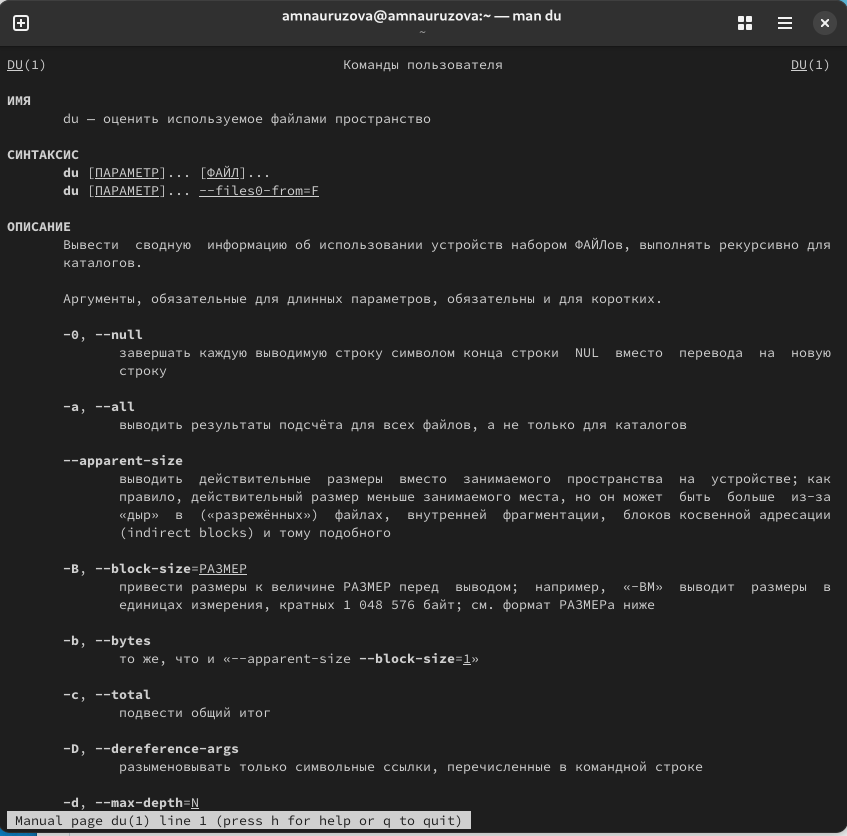 amnauruzova@amnauruzova:~ — man du
~
DU(1) Команды пользователя DU(1)
ИМЯ
du — оценить используемое файлами пространство
СИНТАКСИС
du [ПАРАМЕТР]... [ФАЙЛ]...
du [ПАРАМЕТР]... --files0-from=F
ОПИСАНИЕ
Вывести сводную информацию об использовании устройств набором ФАЙЛов, выполнять рекурсивно для
каталогов.
Аргументы, обязательные для длинных параметров, обязательны и для коротких.
-0, --null
завершать каждую выводимую строку символом конца строки NUL вместо перевода на новую
строку
-a, --all
выводить результаты подсчёта для всех файлов, а не только для каталогов
--apparent-size
выводить действительные размеры вместо занимаемого пространства на устройстве; как
правило, действительный размер меньше занимаемого места, но он может быть больше из-за
«дыр» в («разрежённых») файлах, внутренней фрагментации, блоков косвенной адресации
(indirect blocks) и тому подобного
-B, --block-size=РАЗМЕР
привести размеры к величине РАЗМЕР перед выводом; например, «-BM» выводит размеры в
единицах измерения, кратных 1 048 576 байт; см. формат РАЗМЕРа ниже
-b, --bytes
то же, что и «--apparent-size --block-size=1»
-c, --total
подвести общий итог
-D, --dereference-args
разыменовывать только символьные ссылки, перечисленные в командной строке
-d, --max-depth=N
Manual page du(1) line 1 (press h for help or q to quit)